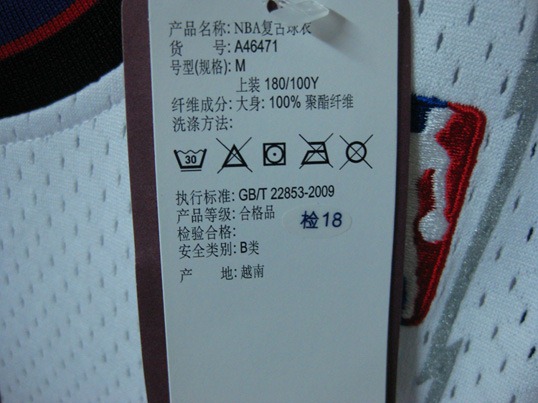 产品名称: NBA复古球衣
货 号: A46471
号型(规格): M
上装 180/100Y
纤维成分: 大身: 100% 聚酯纤维
洗涤方法:
30
执行标准: GB/T 22853-2009
产品等级: 合格品
检验合格: 检18
安全类别: B类
产 地: 越南